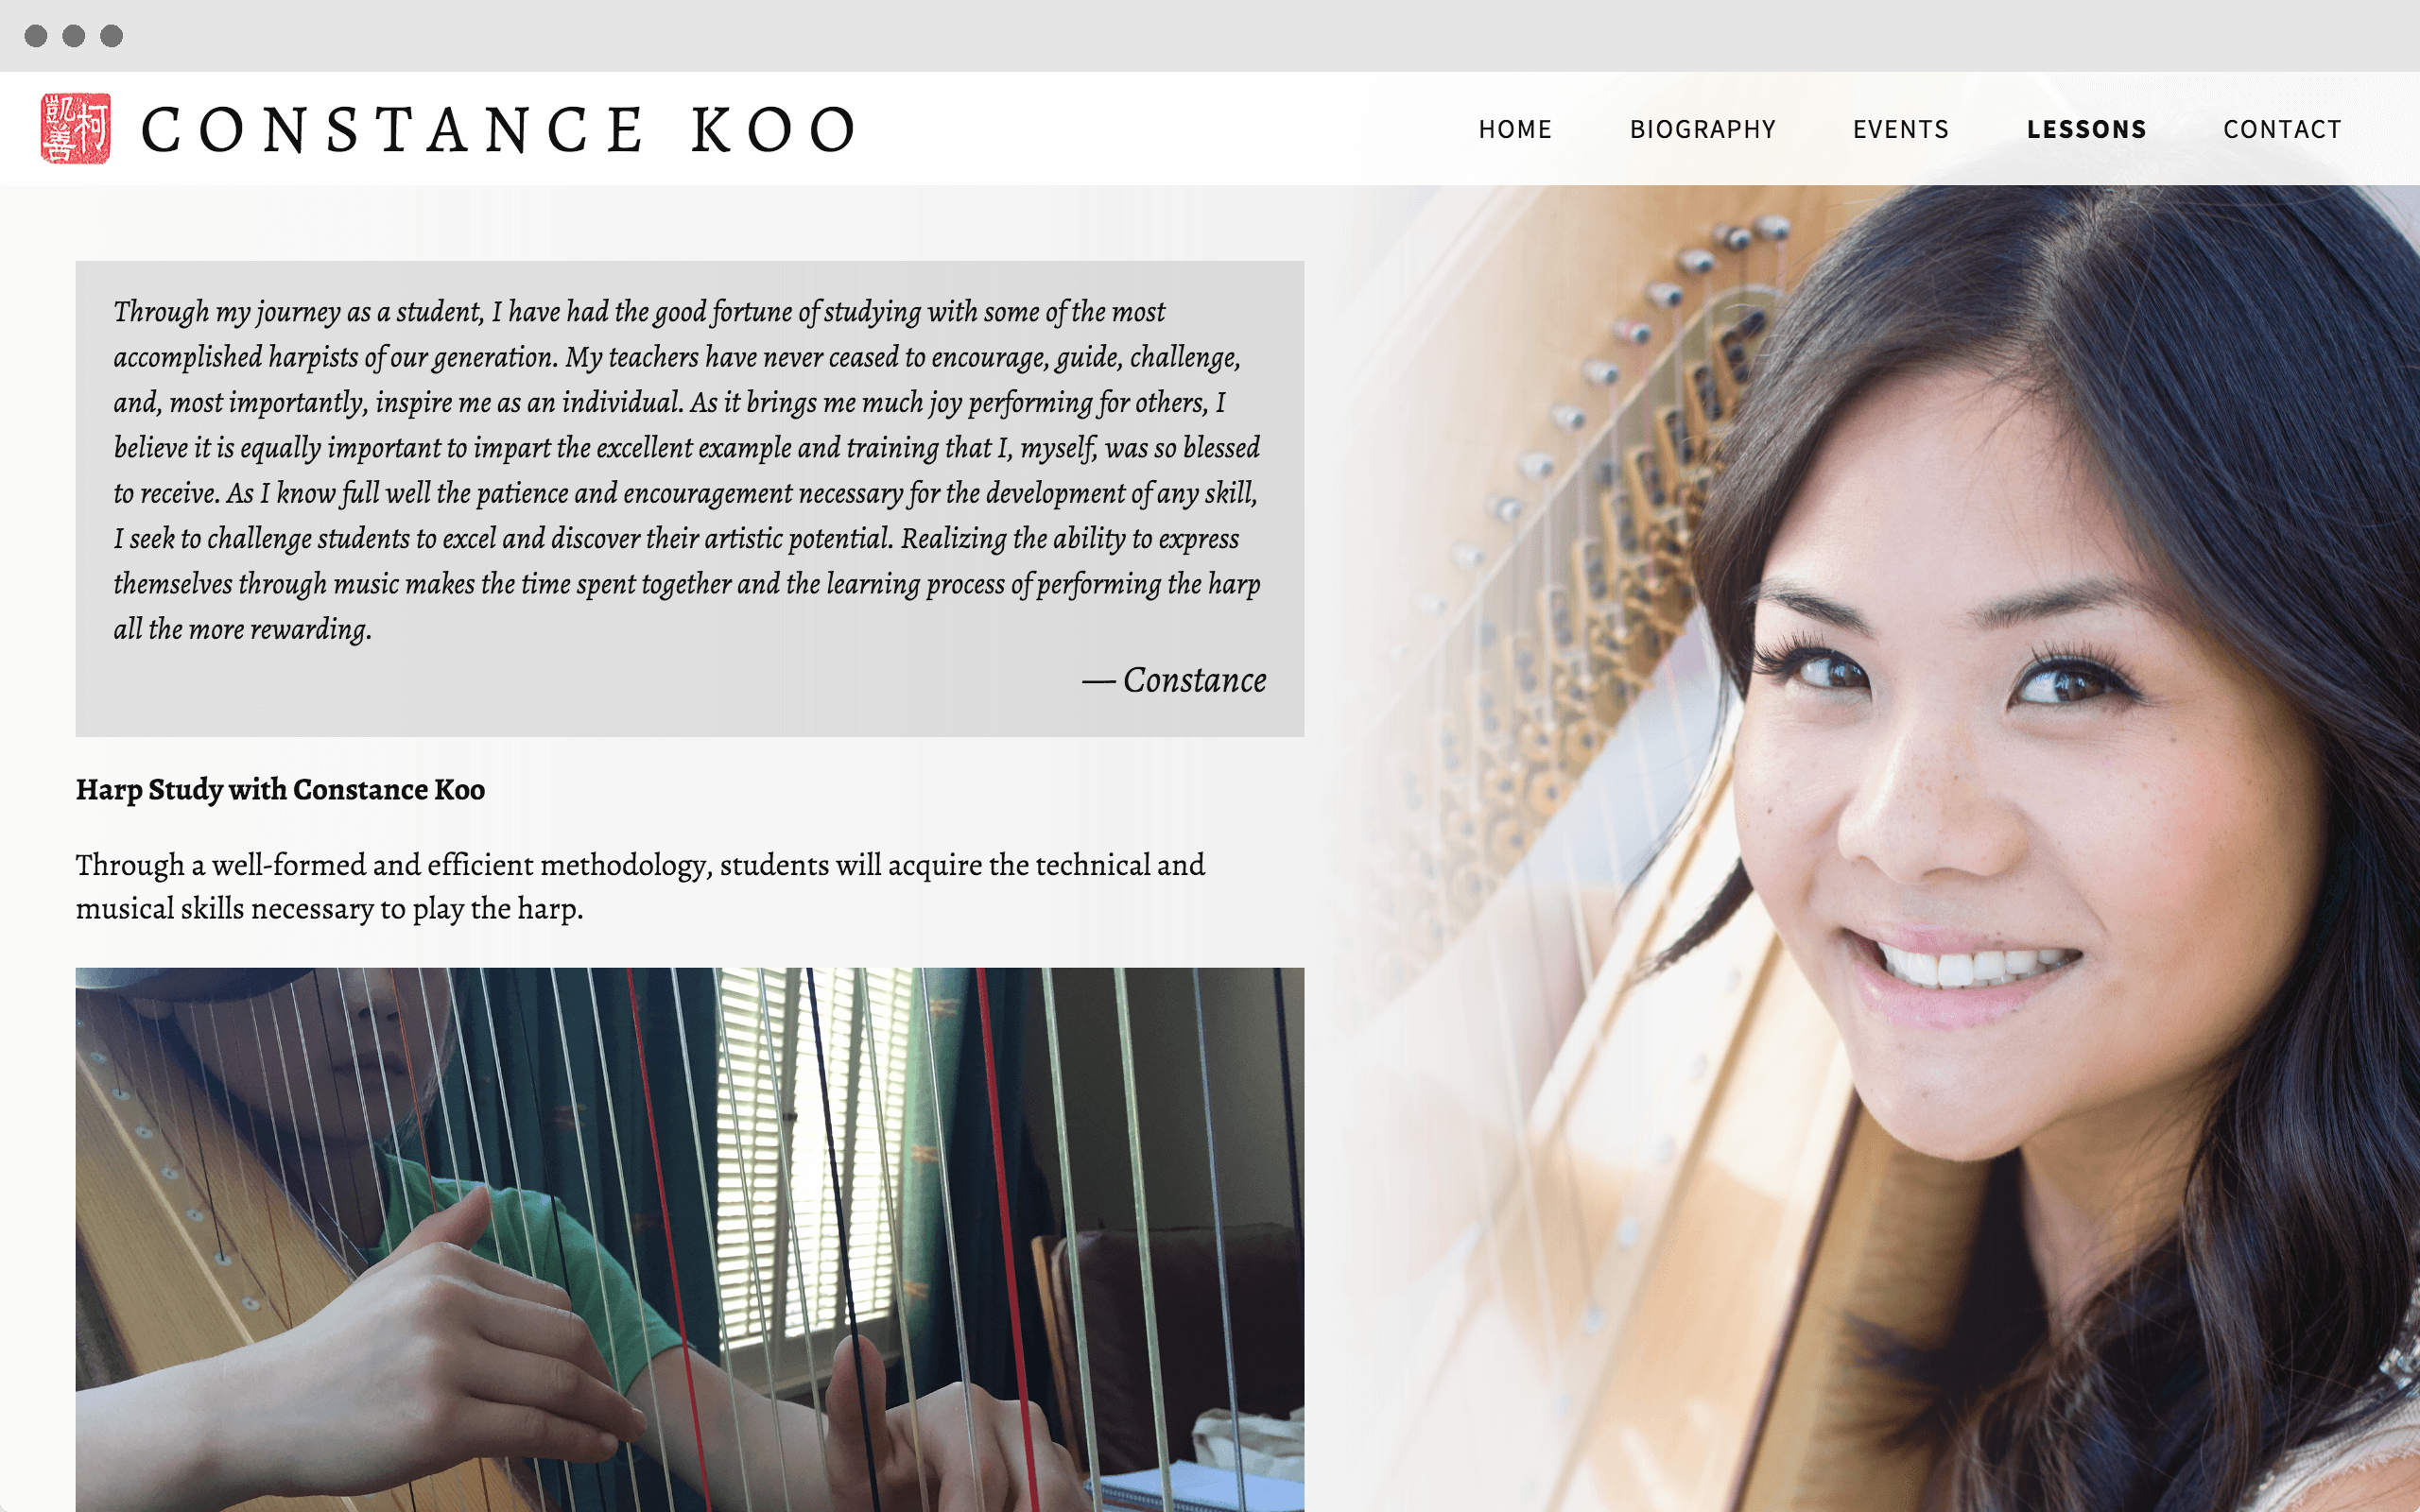 凱善柯
CONSTANCE KOO
HOME BIOGRAPHY EVENTS LESSONS CONTACT
Through my journey as a student, I have had the good fortune of studying with some of the most
accomplished harpists of our generation. My teachers have never ceased to encourage, guide, challenge,
and, most importantly, inspire me as an individual. As it brings me much joy performing for others, I
believe it is equally important to impart the excellent example and training that I, myself, was so blessed
to receive. As I know full well the patience and encouragement necessary for the development of any skill,
I seek to challenge students to excel and discover their artistic potential. Realizing the ability to express
themselves through music makes the time spent together and the learning process of performing the harp
all the more rewarding.
— Constance
Harp Study with Constance Koo
Through a well-formed and efficient methodology, students will acquire the technical and
musical skills necessary to play the harp.